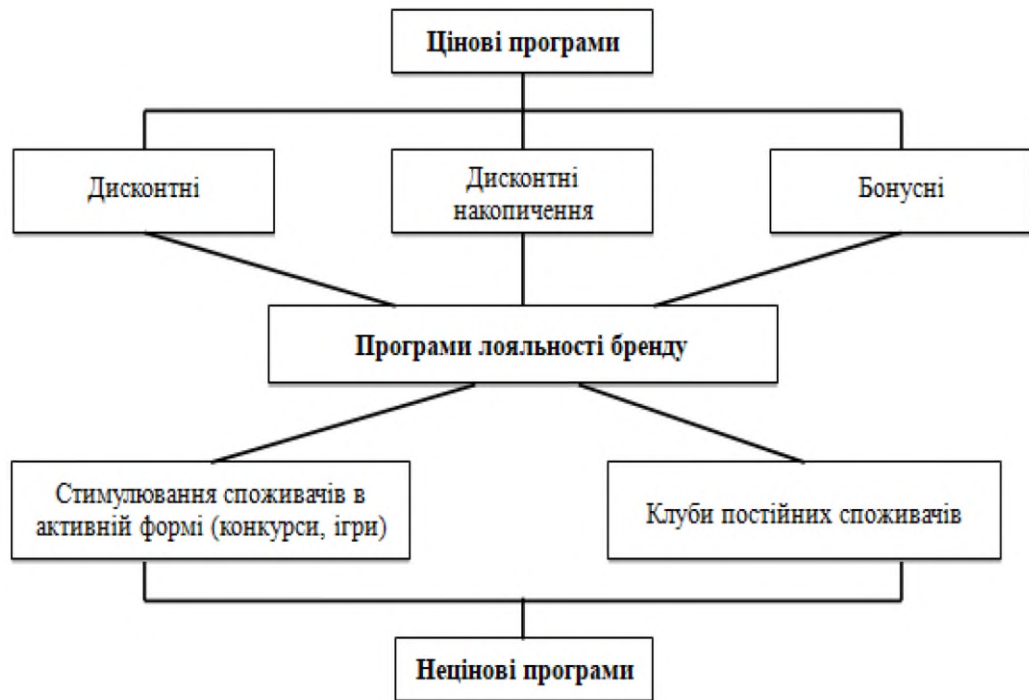 Цінові програми
Дисконтні
Дисконтні
накопичення
Бонусні
Програми лояльності бренду
Стимулювання споживачів в
активній формі (конкурси, ігри)
Клуби постійних споживачів
Нецінові програми